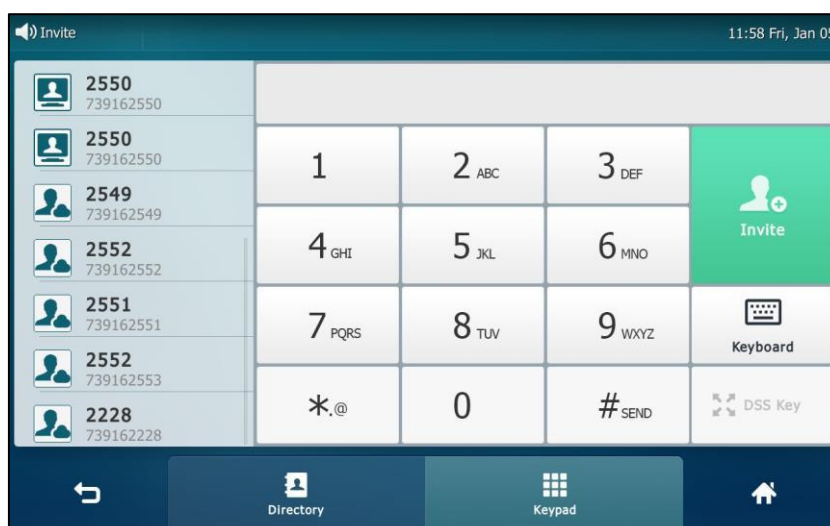 Invite
11:58 Fri, Jan 05
2550
739162550
2550
739162550
2549
739162549
2552
739162552
2551
739162551
2552
739162553
2228
739162228
1
2 ABC
3 DEF
4 GHI
5 JKL
6 MNO
7 PQRS
8 TUV
9 WXYZ
*.@
0
# SEND
Invite
Keyboard
DSS Key
Directory
Keypad